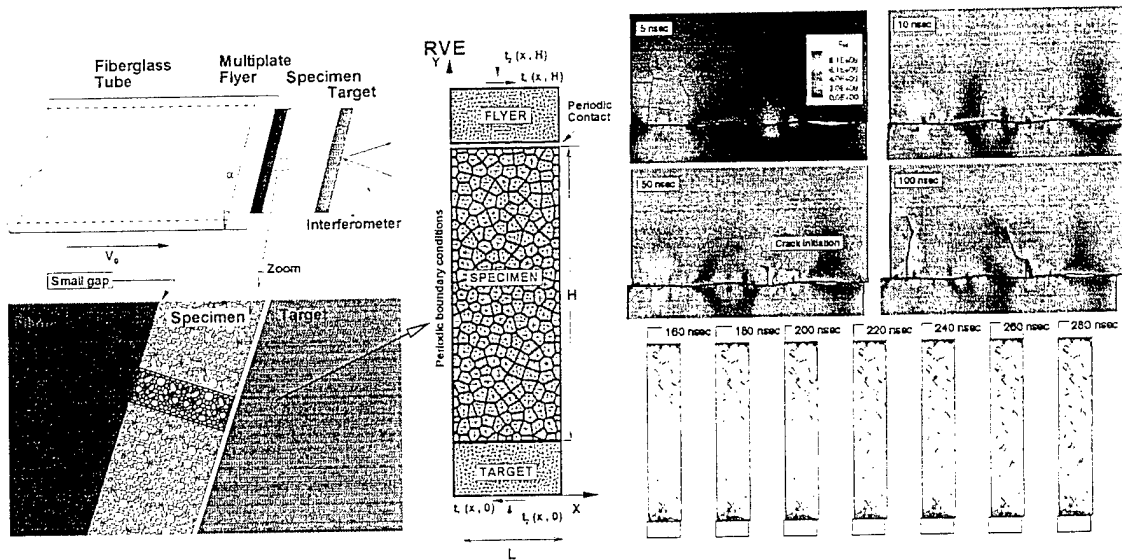 Fiberglass
Tube
Multiplate
Flyer
Specimen
Target
α
Interferometer
V₀
Zoom
Small gap
Specimen
Target
RVE
Y
t (x, H)
t (x, H)
FLYER
Periodic
Contact
Periodic boundary conditions
SPECIMEN
H
TARGET
t (x, 0)
t (x, 0)
X
L
5 nsec
10 nsec
50 nsec
Crack initiation
100 nsec
160 nsec
180 nsec
200 nsec
220 nsec
240 nsec
260 nsec
280 nsec